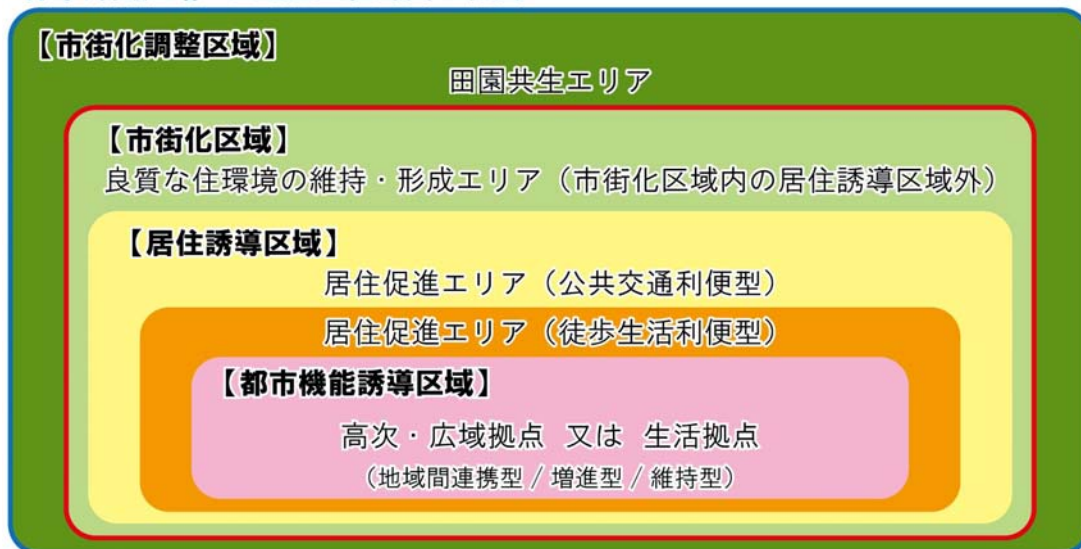 【市街化調整区域】
田園共生エリア
【市街化区域】
良質な住環境の維持・形成エリア（市街化区域内の居住誘導区域外）
【居住誘導区域】
居住促進エリア（公共交通利便型）
居住促進エリア（徒歩生活利便型）
【都市機能誘導区域】
高次・広域拠点 又は 生活拠点
（地域間連携型 / 増進型 / 維持型）